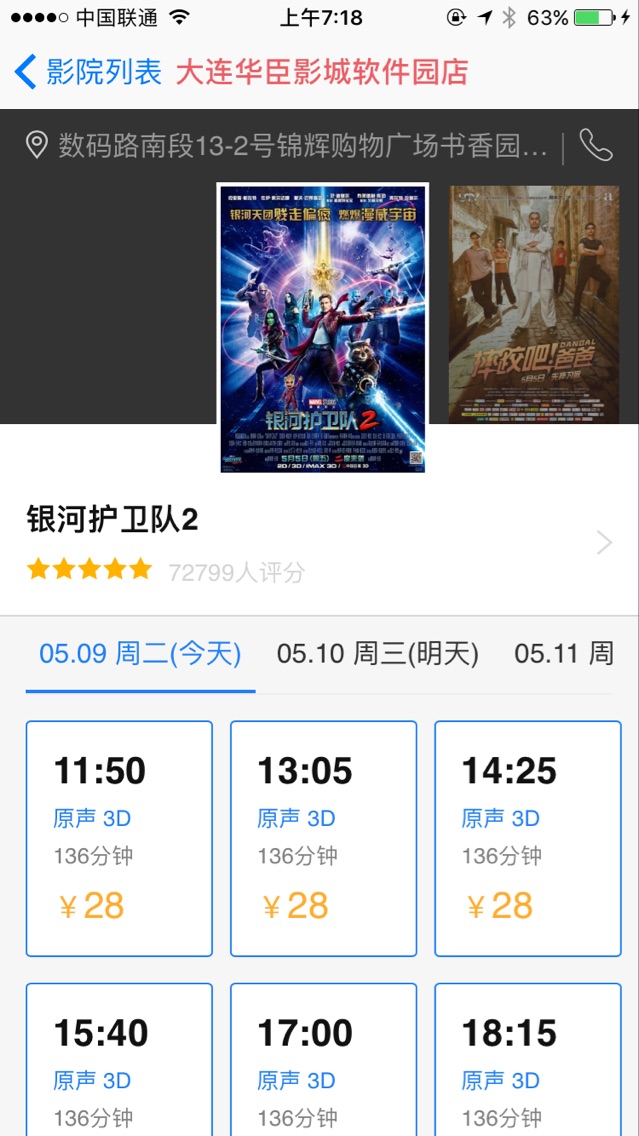 中国联通
上午7:18
63%
影院列表 大连华臣影城软件园店
数码路南段13-2号锦辉购物广场书香园...
银河天团贱走偏痕 燃爆漫威宇宙
MARVEL STUDIOS
银河护卫队2
5月5日(周五)
2D/3D/IMAX 3D
UTV
DANGAL
摔跤吧!爸爸
5月5日
银河护卫队2
72799人评分
05.09 周二(今天) 05.10 周三(明天) 05.11 周
11:50 13:05 14:25
原声 3D 原声 3D 原声 3D
136分钟 136分钟 136分钟
¥28 ¥28 ¥28
15:40 17:00 18:15
原声 3D 原声 3D 原声 3D
136分钟 136分钟 136分钟